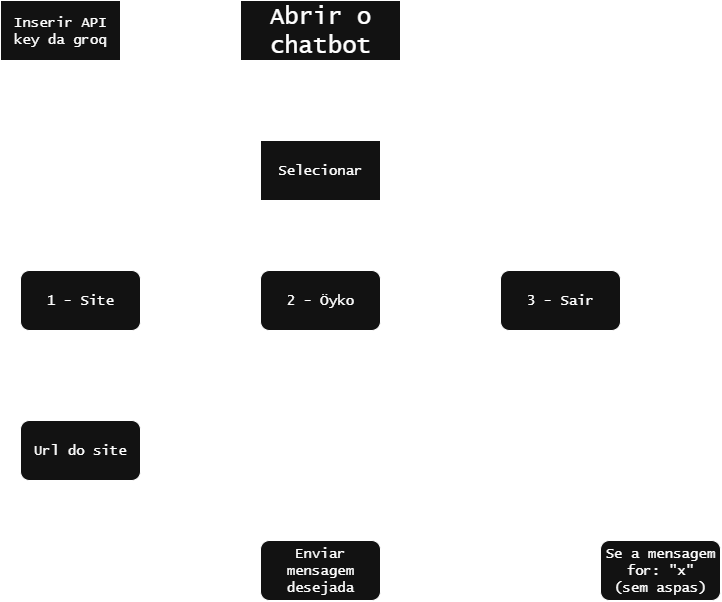 Inserir API
key da groq
Abrir o
chatbot
Selecionar
1 - Site
2 - Öyko
3 - Sair
Url do site
Enviar
mensagem
desejada
Se a mensagem
for: "x"
(sem aspas)